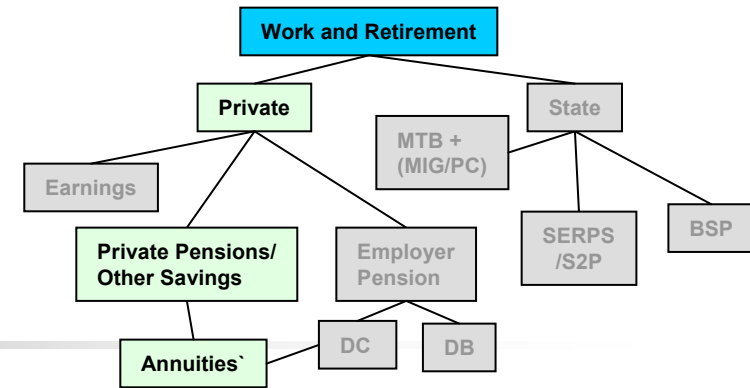 Work and Retirement
Private
State
MTB +
(MIG/PC)
Earnings
SERPS
/S2P
BSP
Private Pensions/
Other Savings
Employer
Pension
DC
DB
Annuities`